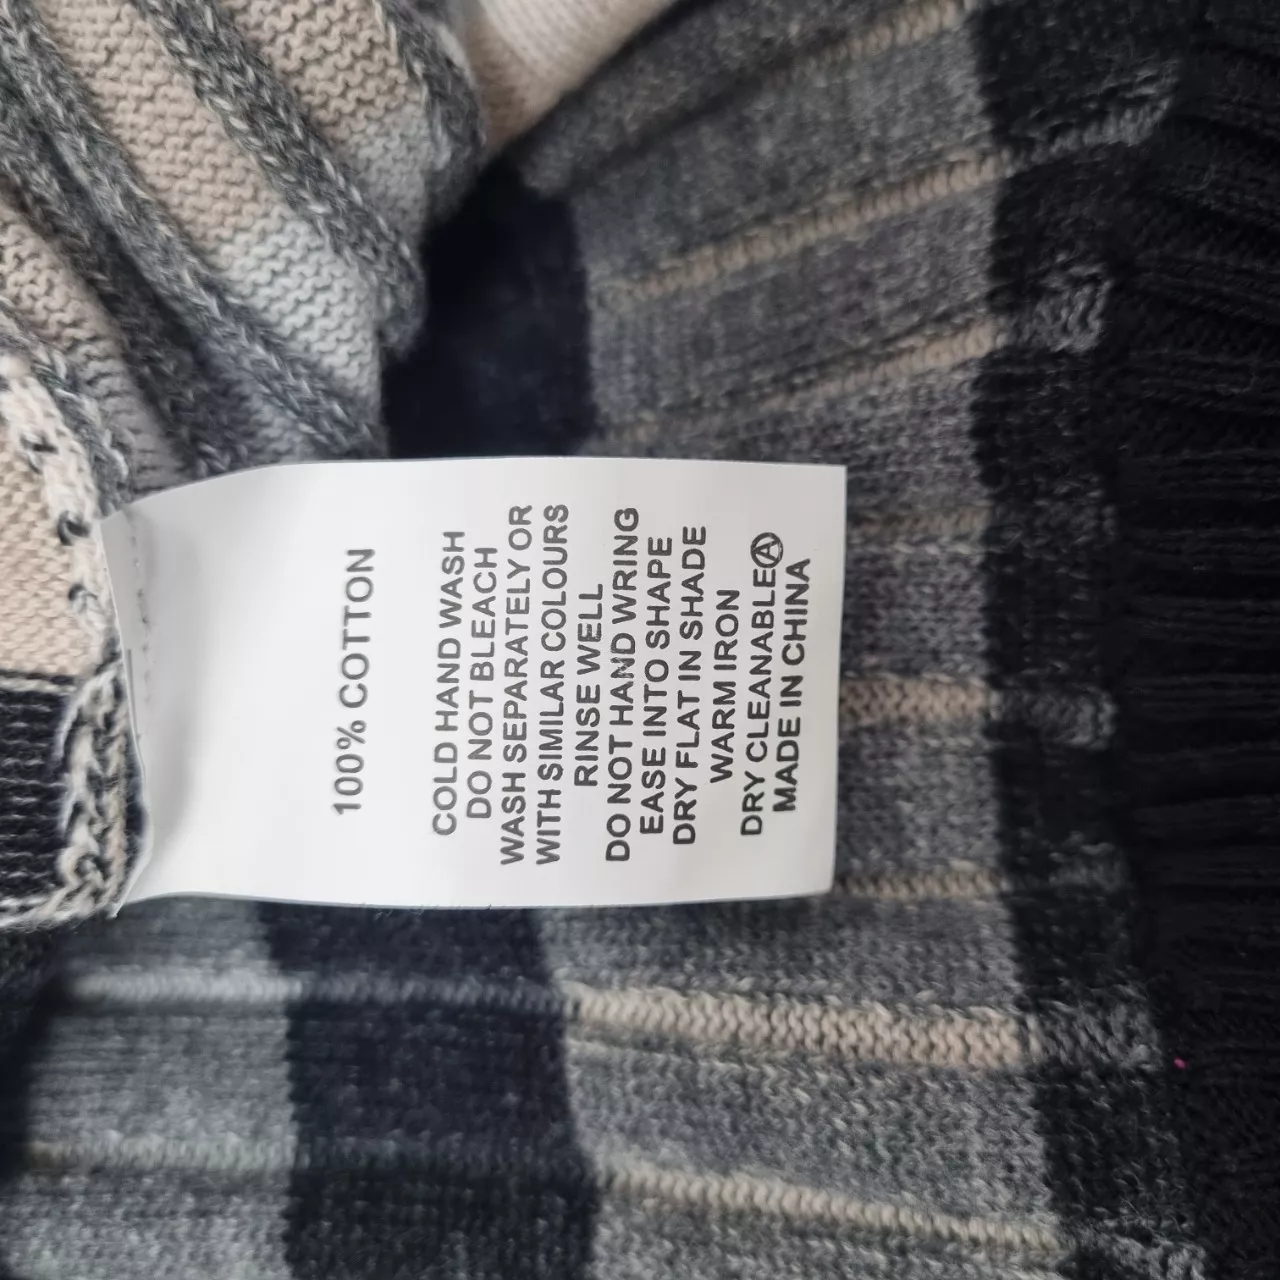 100% COTTON
COLD HAND WASH
DO NOT BLEACH
WASH SEPARATELY OR
WITH SIMILAR COLOURS
RINSE WELL
DO NOT HAND WRING
EASE INTO SHAPE
DRY FLAT IN SHADE
WARM IRON
DRY CLEANABLE Ⓐ
MADE IN CHINA